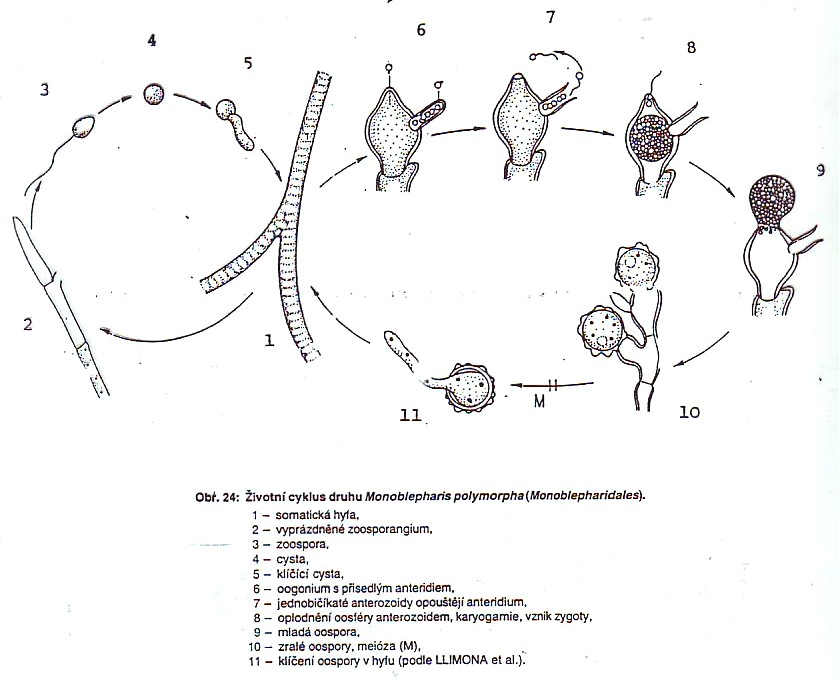 7
6
4
8
5
3
♀
♂
9
2
1
M
11
10
Obř. 24: Životní cyklus druhu Monoblepharis polymorpha (Monoblepharidales).
1 – somatická hyfa,
2 – vyprázdněné zoosporangium,
3 – zoospora,
4 – cysta,
5 – klíčící cysta,
6 – oogonium s přisedlým anteridiem,
7 – jednobičíkaté anterozoidy opouštějí anteridium,
8 – oplodnění oosféry anterozoidem, karyogamie, vznik zygoty,
9 – mladá oospora,
10 – zralé oospory, meióza (M),
11 – klíčení oospory v hyfu (podle LLIMONA et al.).